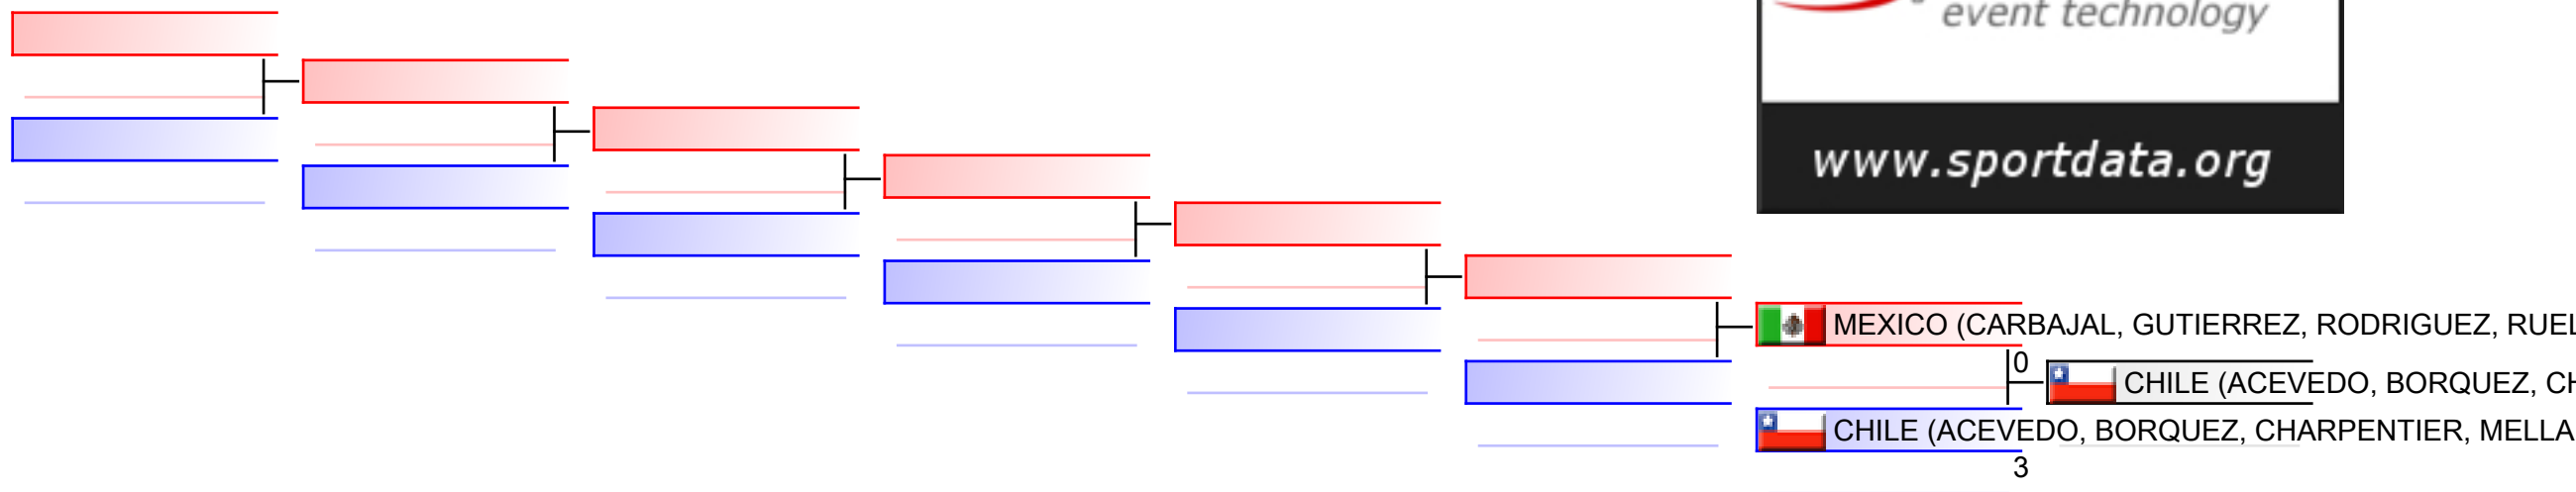 event technology
www.sportdata.org
MEXICO (CARBAJAL, GUTIERREZ, RODRIGUEZ,
0
CHILE (ACEVEDO, BORQUEZ,
CHILE (ACEVEDO, BORQUEZ, CHARPENTIER, MELLA
3